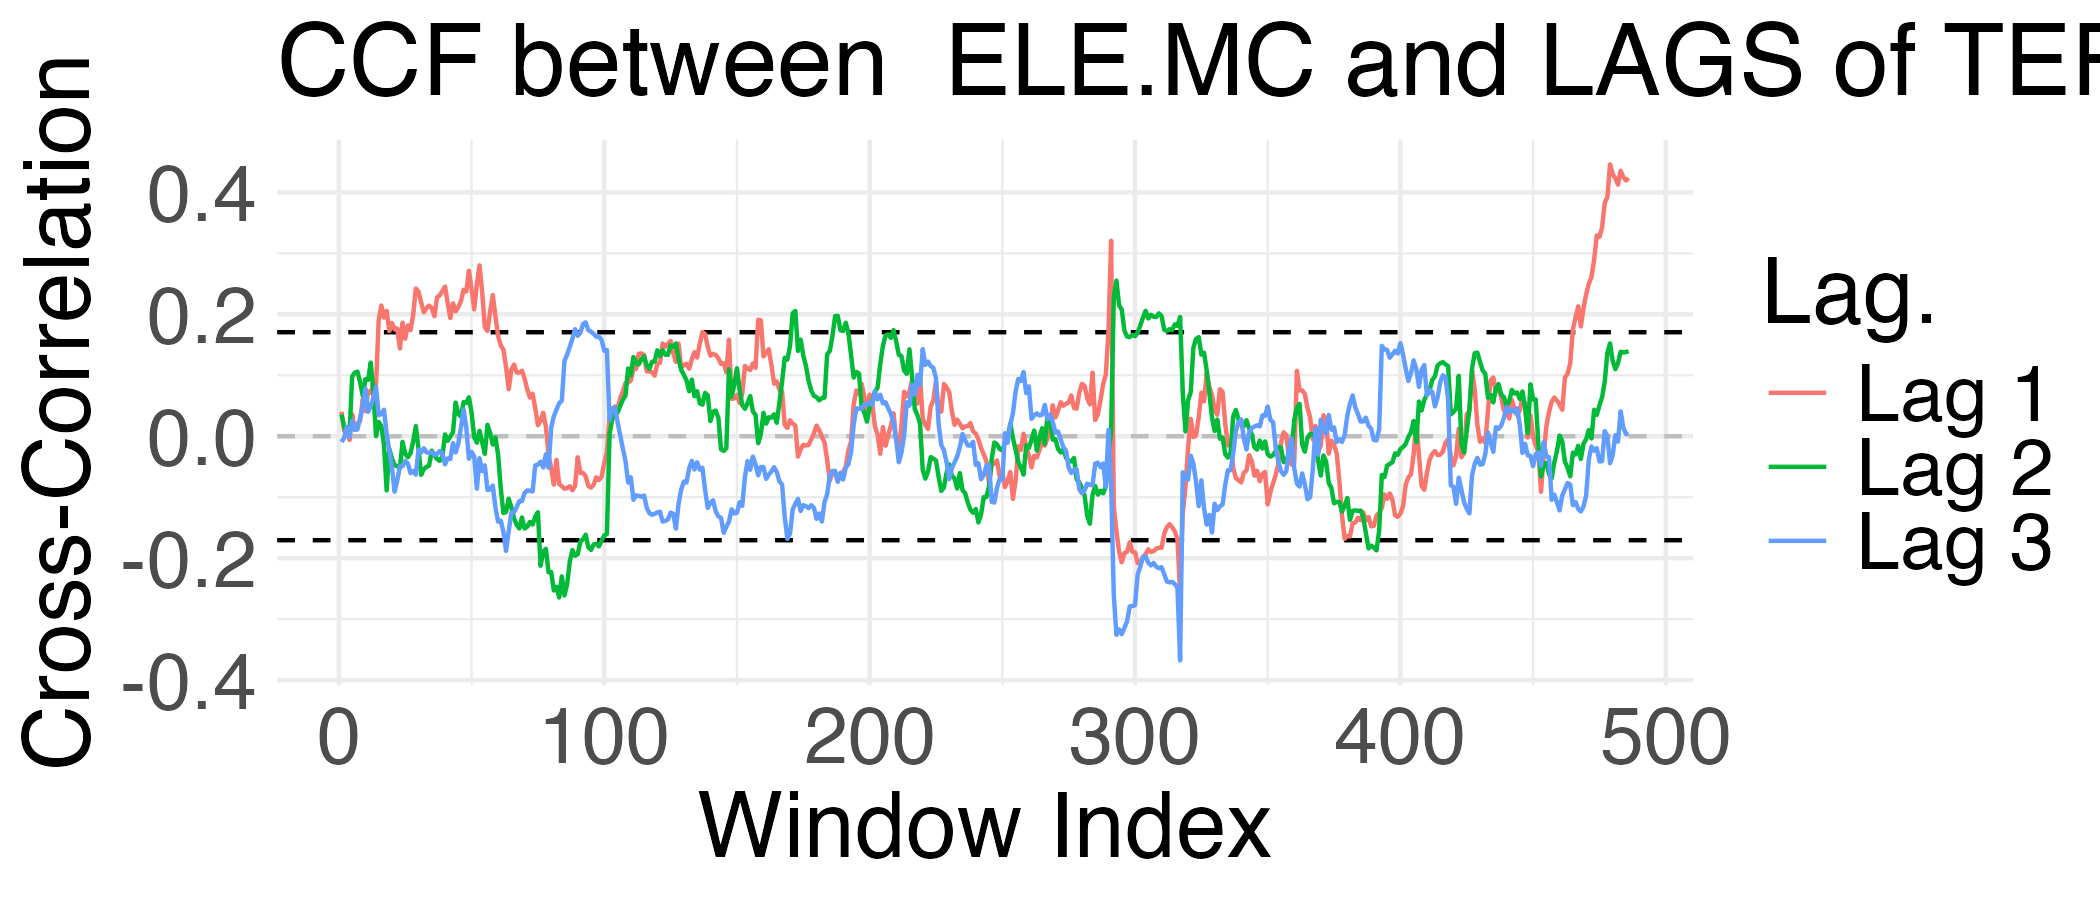 CCF between  ELE.MC and LAGS of
Cross-Correlation
0.4
0.2
0.0
-0.2
-0.4
0 100 200 300 400 500
Window Index
Lag.
Lag 1
Lag 2
Lag 3